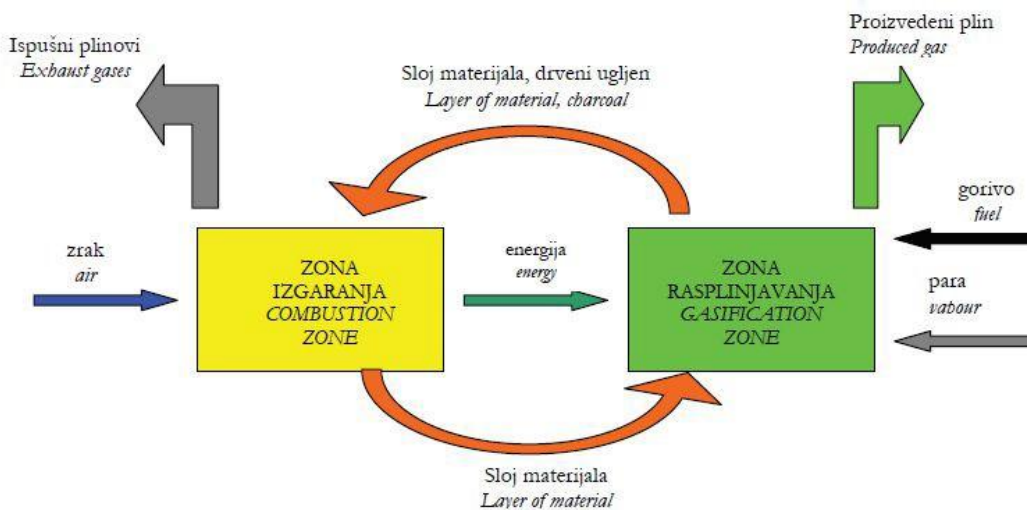 Ispušni plinovi
Exhaust gases
Proizvedeni plin
Produced gas
Sloj materijala, drveni ugljen
Layer of material, charcoal
gorivo
fuel
zrak
air
ZONA
IZGARANJA
COMBUSTION
ZONE
energija
energy
ZONA
RASPLINJAVANJA
GASIFICATION
ZONE
para
vabour
Sloj materijala
Layer of material